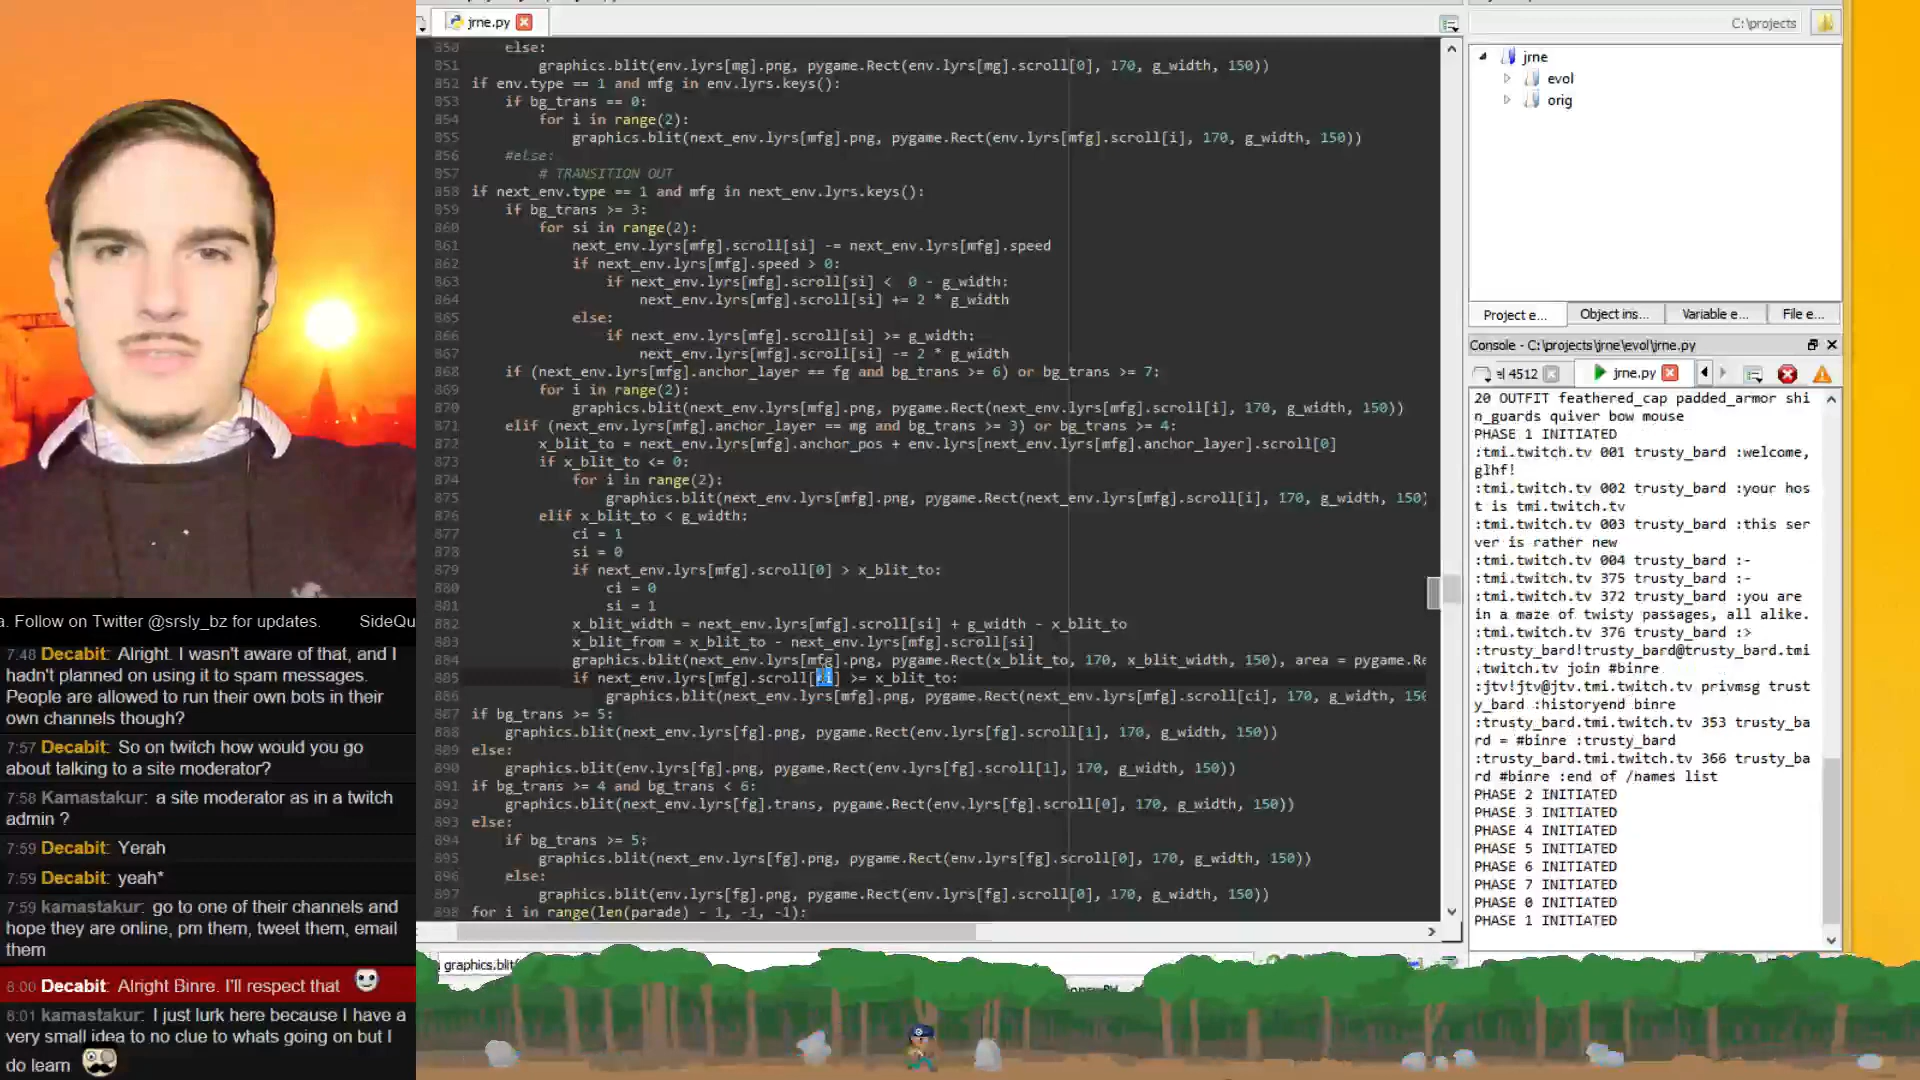 jrne.py
850 else:
851 graphics.blit(env.lyrs[mg].png, pygame.Rect(env.lyrs[mg].scroll[0], 170, g_width, 150))
852 if env.type == 1 and mfg in env.lyrs.keys():
853 if bg_trans == 0:
854 for i in range(2):
855 graphics.blit(next_env.lyrs[mfg].png, pygame.Rect(env.lyrs[mfg].scroll[i], 170, g_width, 150))
856 #else:
857 # TRANSITION OUT
858 if next_env.type == 1 and mfg in next_env.lyrs.keys():
859 if bg_trans >= 3:
860 for si in range(2):
861 next_env.lyrs[mfg].scroll[si] -= next_env.lyrs[mfg].speed
862 if next_env.lyrs[mfg].speed > 0:
863 if next_env.lyrs[mfg].scroll[si] < 0 - g_width:
864 next_env.lyrs[mfg].scroll[si] += 2 * g_width
865 else:
866 if next_env.lyrs[mfg].scroll[si] >= g_width:
867 next_env.lyrs[mfg].scroll[si] -= 2 * g_width
868 if (next_env.lyrs[mfg].anchor_layer == fg and bg_trans >= 6) or bg_trans >= 7:
869 for i in range(2):
870 graphics.blit(next_env.lyrs[mfg].png, pygame.Rect(next_env.lyrs[mfg].scroll[i], 170, g_width, 150))
871 elif (next_env.lyrs[mfg].anchor_layer == mg and bg_trans >= 3) or bg_trans >= 4:
872 x_blit_to = next_env.lyrs[mfg].anchor_pos + env.lyrs[next_env.lyrs[mfg].anchor_layer].scroll[0]
873 if x_blit_to <= 0:
874 for i in range(2):
875 graphics.blit(next_env.lyrs[mfg].png, pygame.Rect(next_env.lyrs[mfg].scroll[i], 170, g_width, 150)
876 elif x_blit_to < g_width:
877 ci = 1
878 si = 0
879 if next_env.lyrs[mfg].scroll[0] > x_blit_to:
880 ci = 0
881 si = 1
882 x_blit_width = next_env.lyrs[mfg].scroll[si] + g_width - x_blit_to
883 x_blit_from = x_blit_to - next_env.lyrs[mfg].scroll[si]
884 graphics.blit(next_env.lyrs[mfg].png, pygame.Rect(x_blit_to, 170, x_blit_width, 150), area = pygame.Re
885 if next_env.lyrs[mfg].scroll[ ] >= x_blit_to:
886 graphics.blit(next_env.lyrs[mfg].png, pygame.Rect(next_env.lyrs[mfg].scroll[ci], 170, g_width, 150
887 if bg_trans >= 5:
888 graphics.blit(next_env.lyrs[fg].png, pygame.Rect(env.lyrs[fg].scroll[1], 170, g_width, 150))
889 else:
890 graphics.blit(env.lyrs[fg].png, pygame.Rect(env.lyrs[fg].scroll[1], 170, g_width, 150))
891 if bg_trans >= 4 and bg_trans < 6:
892 graphics.blit(next_env.lyrs[fg].trans, pygame.Rect(env.lyrs[fg].scroll[0], 170, g_width, 150))
893 else:
894 if bg_trans >= 5:
895 graphics.blit(next_env.lyrs[fg].png, pygame.Rect(env.lyrs[fg].scroll[0], 170, g_width, 150))
896 else:
897 graphics.blit(env.lyrs[fg].png, pygame.Rect(env.lyrs[fg].scroll[0], 170, g_width, 150))
898 for i in range(len(parade) - 1, -1, -1):
graphics.blit(
C:\projects
jrne
evol
orig
Project e... Object ins... Variable e... File e...
Console - C:\projects\jrne\evol\jrne.py
el 4512 jrne.py
20 OUTFIT feathered_cap padded_armor shi
n_guards quiver bow mouse
PHASE 1 INITIATED
:tmi.twitch.tv 001 trusty_bard :welcome,
glhf!
:tmi.twitch.tv 002 trusty_bard :your hos
t is tmi.twitch.tv
:tmi.twitch.tv 003 trusty_bard :this ser
ver is rather new
:tmi.twitch.tv 004 trusty_bard :-
:tmi.twitch.tv 375 trusty_bard :-
:tmi.twitch.tv 372 trusty_bard :you are
in a maze of twisty passages, all alike.
:tmi.twitch.tv 376 trusty_bard :>
:trusty_bard!trusty_bard@trusty_bard.tmi
.twitch.tv join #binre
:jtv!jtv@jtv.tmi.twitch.tv privmsg trust
y_bard :historyend binre
:trusty_bard.tmi.twitch.tv 353 trusty_ba
rd = #binre :trusty_bard
:trusty_bard.tmi.twitch.tv 366 trusty_ba
rd #binre :end of /names list
PHASE 2 INITIATED
PHASE 3 INITIATED
PHASE 4 INITIATED
PHASE 5 INITIATED
PHASE 6 INITIATED
PHASE 7 INITIATED
PHASE 0 INITIATED
PHASE 1 INITIATED
a. Follow on Twitter @srsly_bz for updates. SideQu
7:48 Decabit: Alright. I wasn't aware of that, and I
hadn't planned on using it to spam messages.
People are allowed to run their own bots in their
own channels though?
7:57 Decabit: So on twitch how would you go
about talking to a site moderator?
7:58 Kamastakur: a site moderator as in a twitch
admin ?
7:59 Decabit: Yerah
7:59 Decabit: yeah*
7:59 kamastakur: go to one of their channels and
hope they are online, pm them, tweet them, email
them
8:00 Decabit: Alright Binre. I'll respect that
8:01 kamastakur: I just lurk here because I have a
very small idea to no clue to whats going on but I
do learn